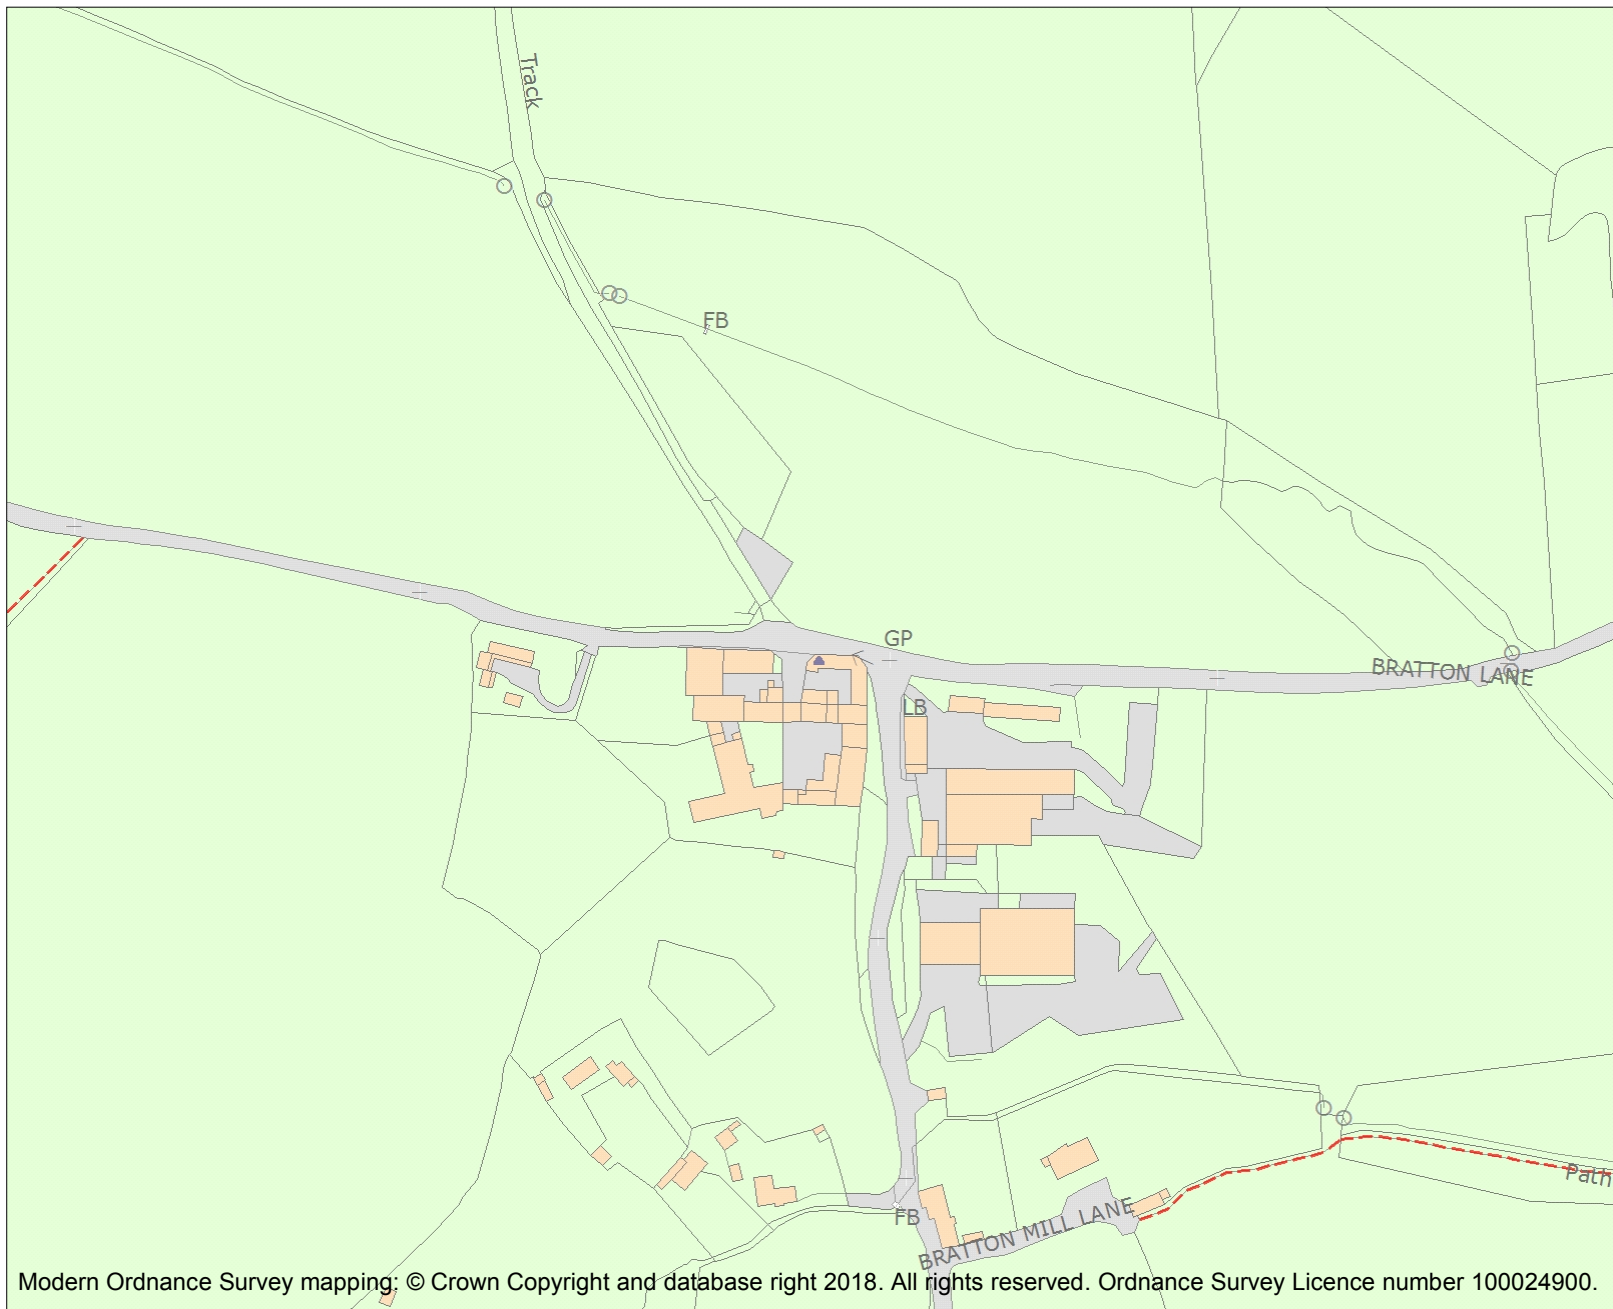 Track
FB
GP
BRATTON LANE
LB
Path
FB
BRATTON MILL LANE
Modern Ordnance Survey mapping: © Crown Copyright and database right 2018. All rights reserved. Ordnance Survey Licence number 100024900.